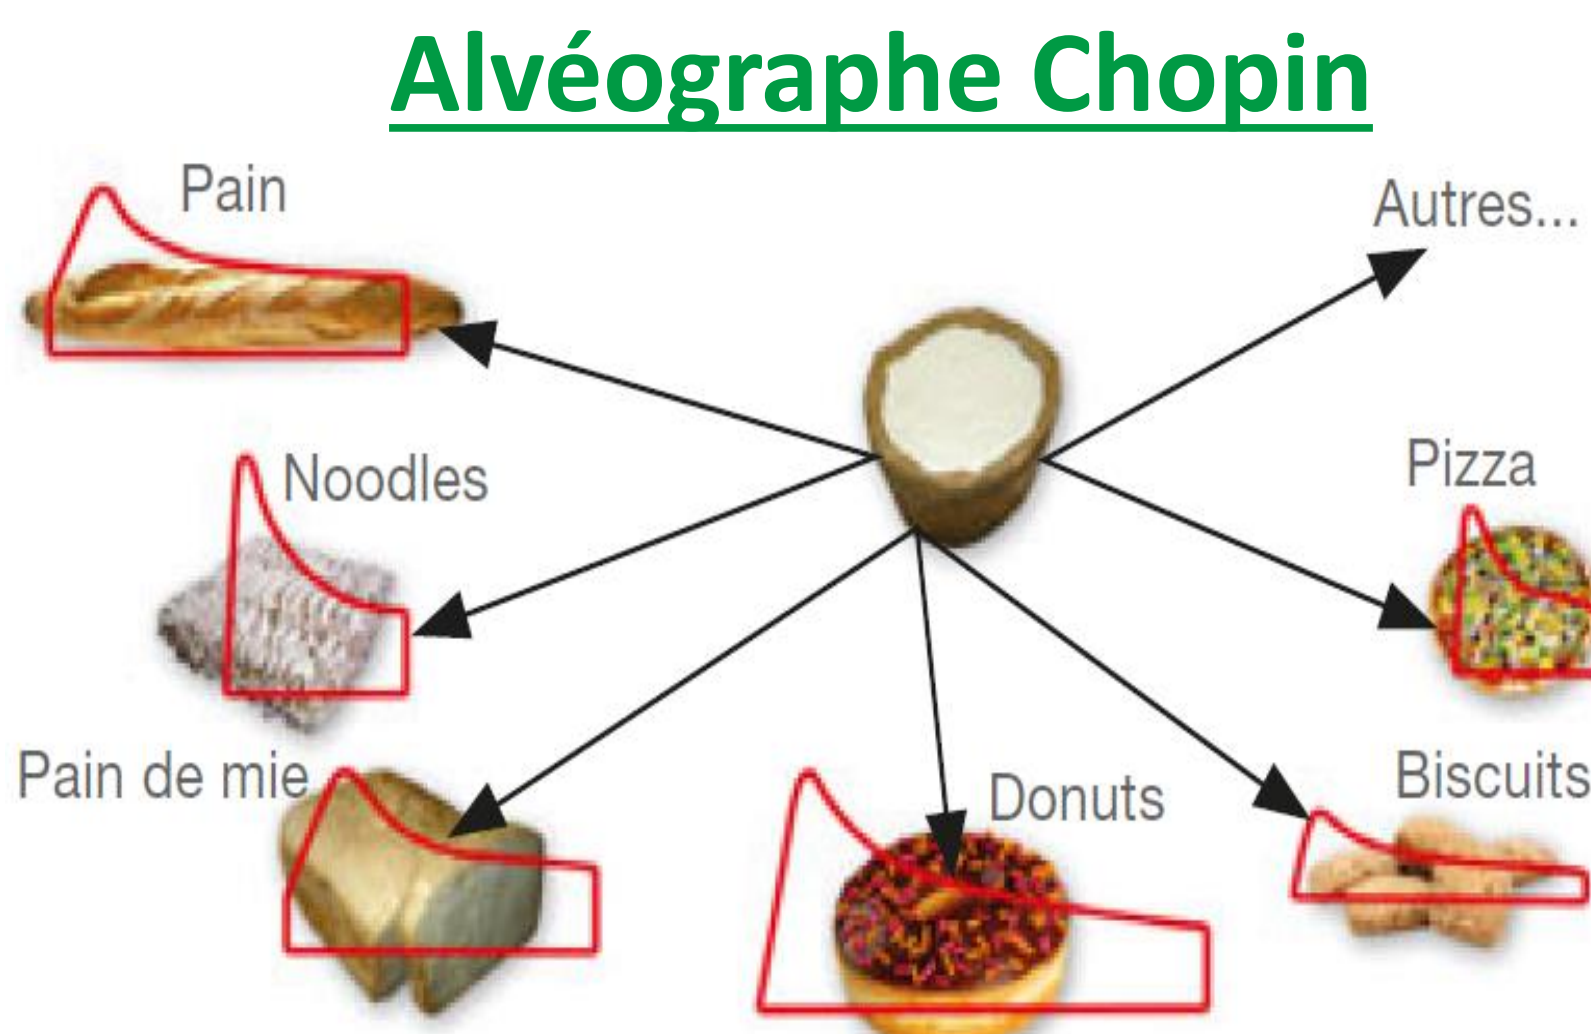 Alvéographe Chopin
Pain
Autres...
Noodles
Pizza
Pain de mie
Donuts
Biscuits